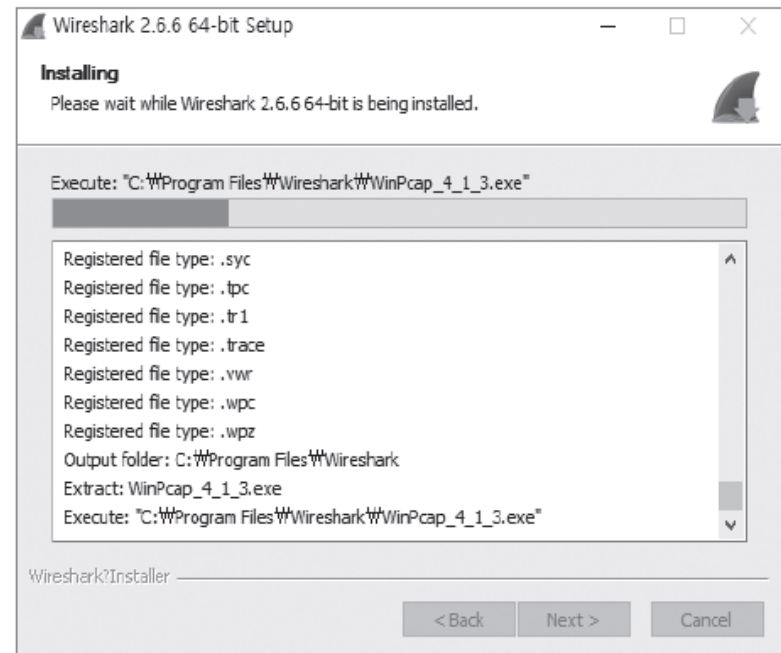 Wireshark 2.6.6 64-bit Setup
Installing
Please wait while Wireshark 2.6.6 64-bit is being installed.
Execute: "C:₩Program Files₩Wireshark₩WinPcap_4_1_3.exe"
Registered file type: .syc
Registered file type: .tpc
Registered file type: .tr1
Registered file type: .trace
Registered file type: .vwr
Registered file type: .wpc
Registered file type: .wpz
Output folder: C:₩Program Files₩Wireshark
Extract: WinPcap_4_1_3.exe
Execute: "C:₩Program Files₩Wireshark₩WinPcap_4_1_3.exe"
Wireshark?Installer
< Back Next > Cancel